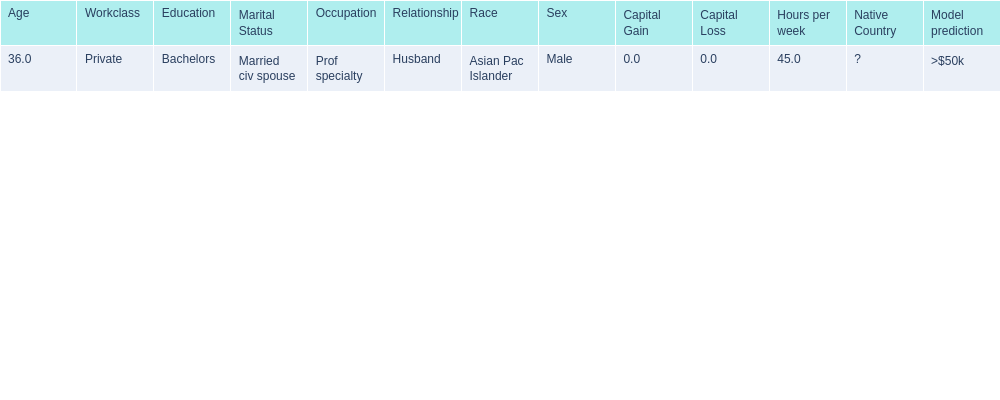 Age Workclass Education Marital Status Occupation Relationship Race Sex Capital Gain Capital Loss Hours per week Native Country Model prediction
36.0 Private Bachelors Married civ spouse Prof specialty Husband Asian Pac Islander Male 0.0 0.0 45.0 ? >$50k